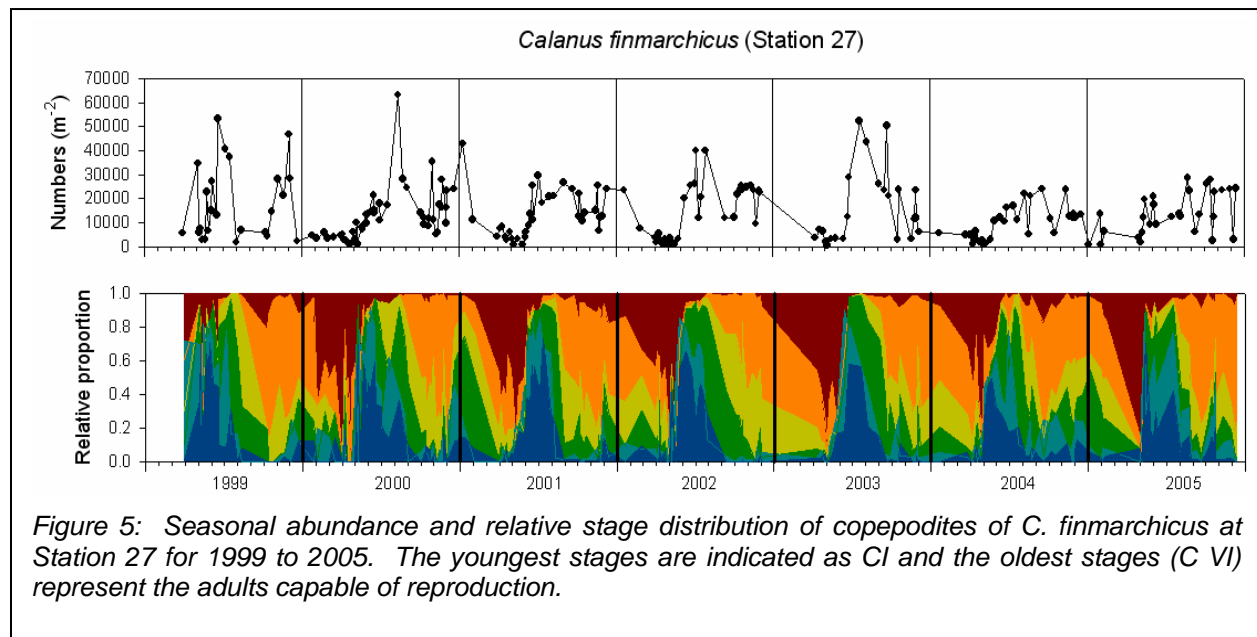 Calanus finmarchicus (Station 27)
Numbers (m-2)
70000
60000
50000
40000
30000
20000
10000
0
Relative proportion
1.0
0.8
0.6
0.4
0.2
0.0
1999 2000 2001 2002 2003 2004 2005
Figure 5: Seasonal abundance and relative stage distribution of copepodites of C. finmarchicus at
Station 27 for 1999 to 2005. The youngest stages are indicated as CI and the oldest stages (C VI)
represent the adults capable of reproduction.